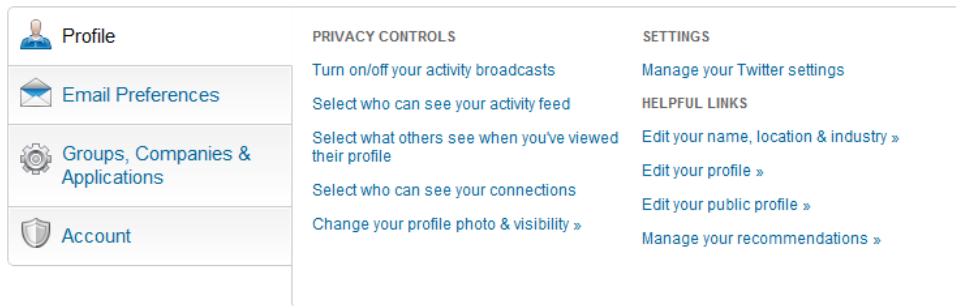 Profile
Email Preferences
Groups, Companies &
Applications
Account
PRIVACY CONTROLS
Turn on/off your activity broadcasts
Select who can see your activity feed
Select what others see when you've viewed
their profile
Select who can see your connections
Change your profile photo & visibility »
SETTINGS
Manage your Twitter settings
HELPFUL LINKS
Edit your name, location & industry »
Edit your profile »
Edit your public profile »
Manage your recommendations »